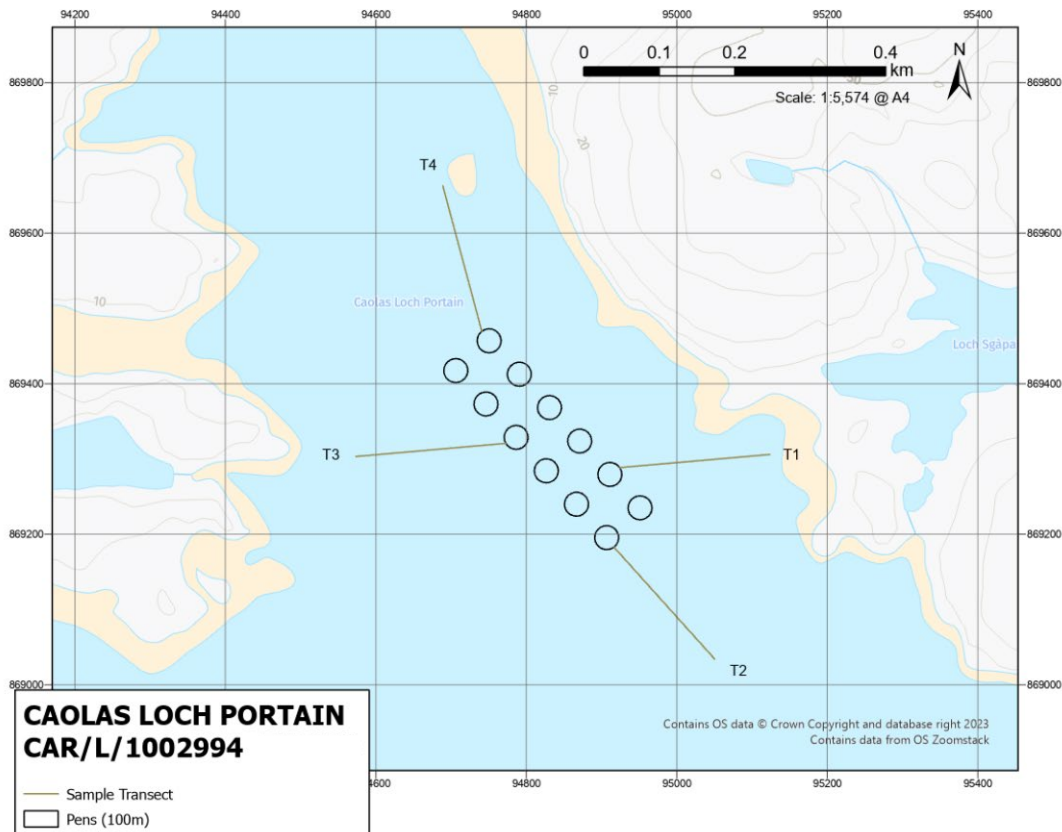 94200 94400 94600 94800 95000 95200 95400
0 0.1 0.2 0.4
km
Scale: 1:5,574 @ A4
N
869800 869800
10
20
T4
869600 869600
10
Caolas Loch Portain
Loch Sgàpa
869400 869400
T3
T1
869200 869200
T2
869000 869000
Contains OS data © Crown Copyright and database right 2023
Contains data from OS Zoomstack
CAOLAS LOCH PORTAIN
CAR/L/1002994
94600 94800 95000 95200 95400
Sample Transect
Pens (100m)